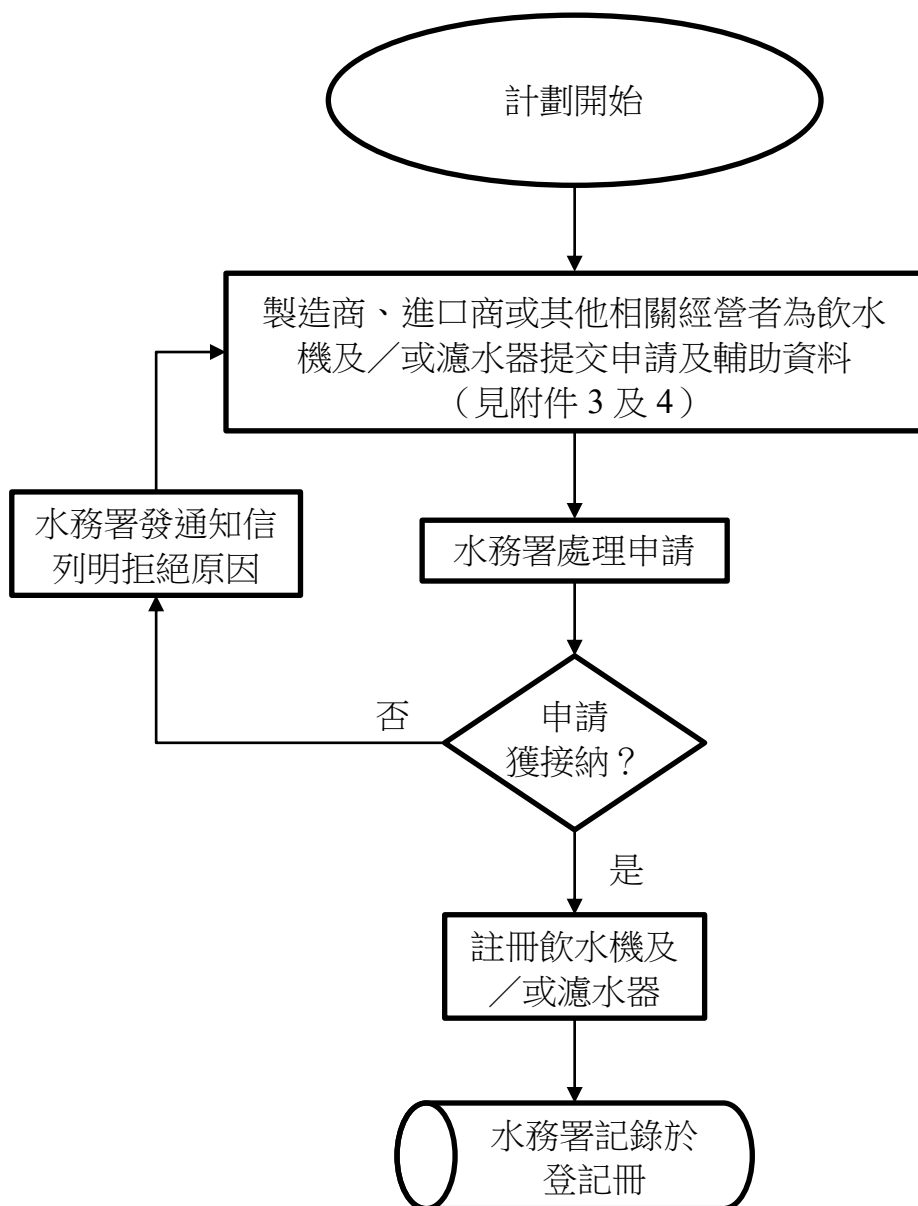 計劃開始
製造商、進口商或其他相關經營者為飲水
機及／或濾水器提交申請及輔助資料
（見附件 3 及 4）
水務署發通知信
列明拒絕原因
水務署處理申請
否
申請
獲接納？
是
註冊飲水機及
／或濾水器
水務署記錄於
登記冊